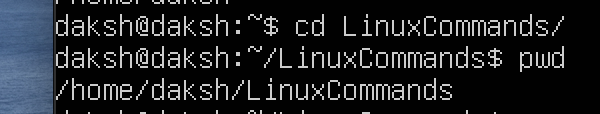 daksh@daksh:~$ cd LinuxCommands/
daksh@daksh:~/LinuxCommands$ pwd
/home/daksh/LinuxCommands